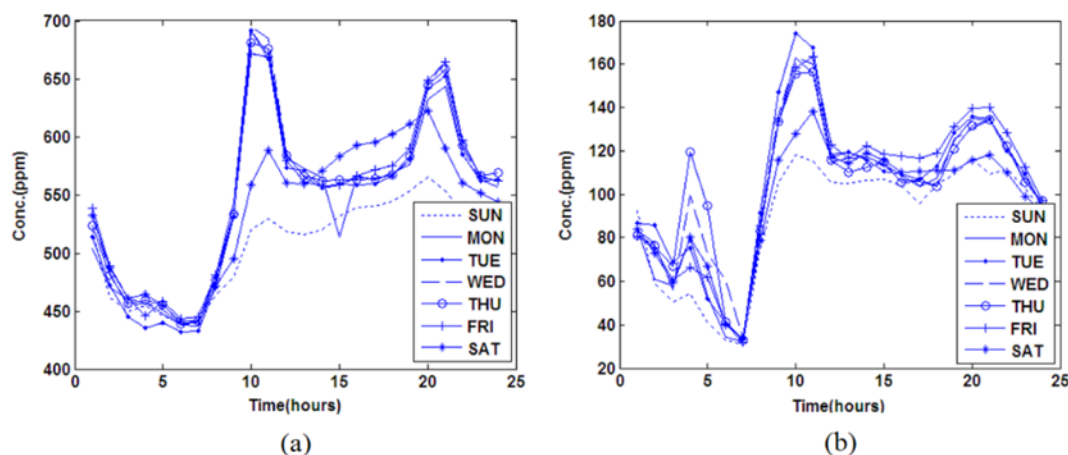 700
650
600
550
500
450
400
Conc.(ppm)
0
5
10
15
20
25
Time(hours)
SUN
MON
TUE
WED
THU
FRI
SAT
(a)
180
160
140
120
100
80
60
40
20
Conc.(ppm)
0
5
10
15
20
25
Time(hours)
SUN
MON
TUE
WED
THU
FRI
SAT
(b)